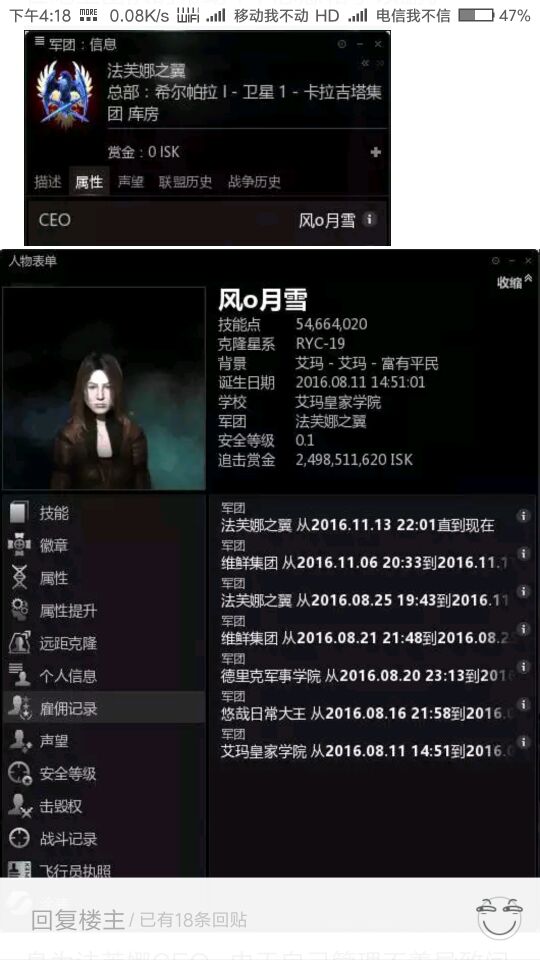 下午4:18 MORE 0.08K/s WiFi 移动我不动 HD 电信我不信 47%
军团：信息
法芙娜之翼
总部：希尔帕拉 I - 卫星 1 - 卡拉吉塔集
团 库房
赏金：0 ISK
描述 属性 声望 联盟历史 战争历史
CEO 风o月雪
人物表单
收缩
风o月雪
技能点 54,664,020
克隆星系 RYC-19
背景 艾玛 - 艾玛 - 富有平民
诞生日期 2016.08.11 14:51:01
学校 艾玛皇家学院
军团 法芙娜之翼
安全等级 0.1
追击赏金 2,498,511,620 ISK
技能
徽章
属性
属性提升
远距克隆
个人信息
雇佣记录
声望
安全等级
击毁权
战斗记录
飞行员执照
军团
法芙娜之翼 从2016.11.13 22:01直到现在
军团
维鲜集团 从2016.11.06 20:33到2016.11.1
军团
法芙娜之翼 从2016.08.25 19:43到2016.11
军团
维鲜集团 从2016.08.21 21:48到2016.08.2
军团
德里克军事学院 从2016.08.20 23:13到201
军团
悠哉日常大王 从2016.08.16 21:58到2016.0
军团
艾玛皇家学院 从2016.08.11 14:51到2016.0
回复楼主 / 已有18条回贴